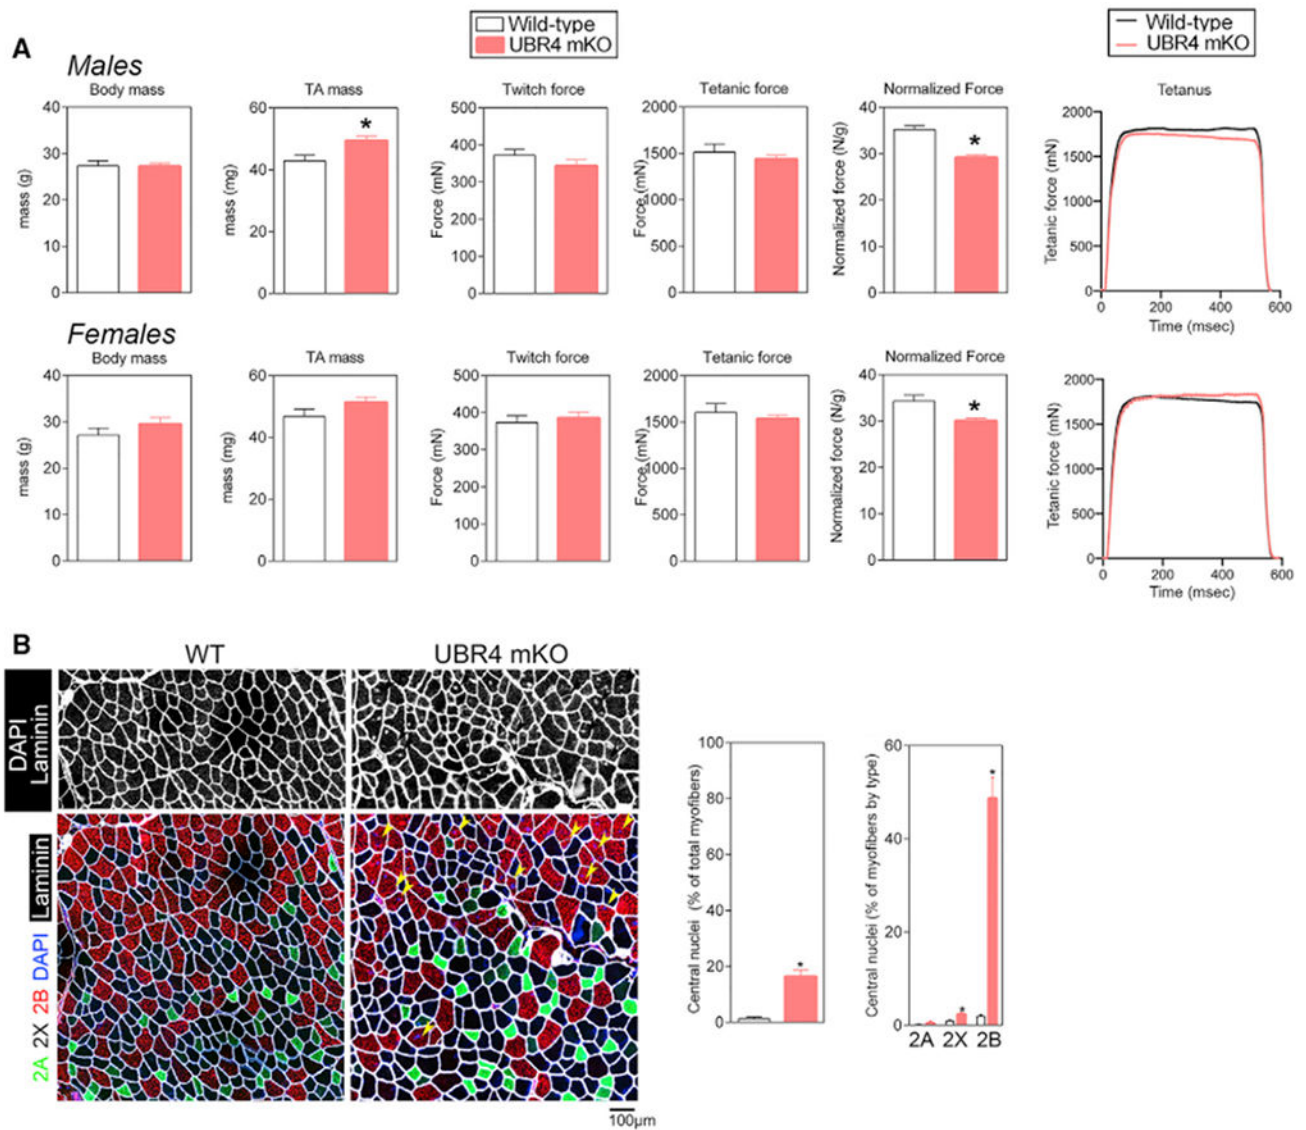 A
Wild-type
UBR4 mKO
Wild-type
UBR4 mKO
Males
Body mass
TA mass
Twitch force
Tetanic force
Normalized Force
Tetanus
mass (g)
40
30
20
10
0
mass (mg)
60
40
20
0
*
Force (mN)
500
400
300
200
100
0
Force (mN)
2000
1500
1000
500
0
Normalized force (N/g)
40
30
20
10
0
*
Tetanic force (mN)
2000
1500
1000
500
0
0 200 400 600
Time (msec)
Females
Body mass
TA mass
Twitch force
Tetanic force
Normalized Force
mass (g)
40
30
20
10
0
mass (mg)
60
40
20
0
Force (mN)
500
400
300
200
100
0
Force (mN)
2000
1500
1000
500
0
Normalized force (N/g)
40
30
20
10
0
*
Tetanic force (mN)
2000
1500
1000
500
0
0 200 400 600
Time (msec)
B
WT
UBR4 mKO
DAPI
Laminin
2A 2X 2B DAPI Laminin
100µm
Central nuclei (% of total myofibers)
100
80
60
40
20
0
*
Central nuclei (% of myofibers by type)
60
40
20
0
*
*
2A 2X 2B